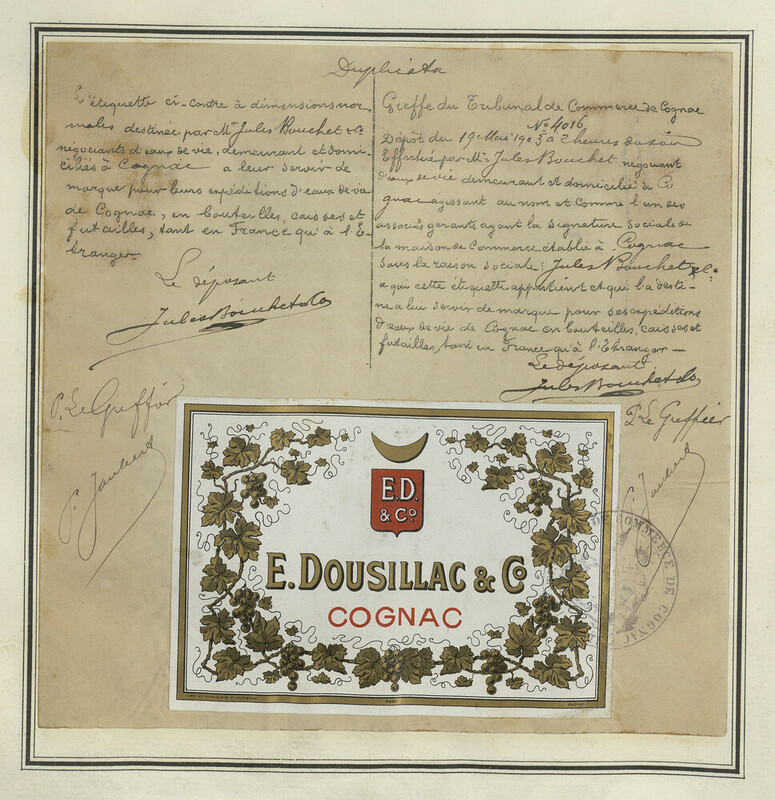 Duplicata
L'étiquette ci-contre à dimensions nor-
males destinée par Mr Jules Bouchet & Co
négociants d'eaux de vie, demeurant et domi-
ciliés à Cognac a leur servir de
marque pour leurs expéditions d'eaux de vie
de Cognac, en bouteilles, caisses et
futailles, tant en France qu'à l'E-
tranger
Le déposant
Jules Bouchet & Co
P. Le Greffier
Greffe du Tribunal de Commerce de Cognac
No 4016
Dépôt du 19 Mai 1905 à 2 heures du soir
Effectué par Mr Jules Bouchet négociant
d'eaux de vie demeurant et domicilié à Co
gnac agissant au nom et comme l'un des
associés gerants ayant la signature sociale de
la maison de Commerce établie à Cognac
sous la raison sociale: Jules Bouchet & Co
a qui cette étiquette appartient et qui l'a desti-
ne a lui servir de marque pour ses expéditions
d'eaux de vie de Cognac en bouteilles, caisses et
futailles, tant en France qu'à l'Etranger —
Le déposant
Jules Bouchet & Co
P. Le Greffier
E.D.
& Co
E. DOUSILLAC & Co
COGNAC
DE COMMERCE DE COGNAC